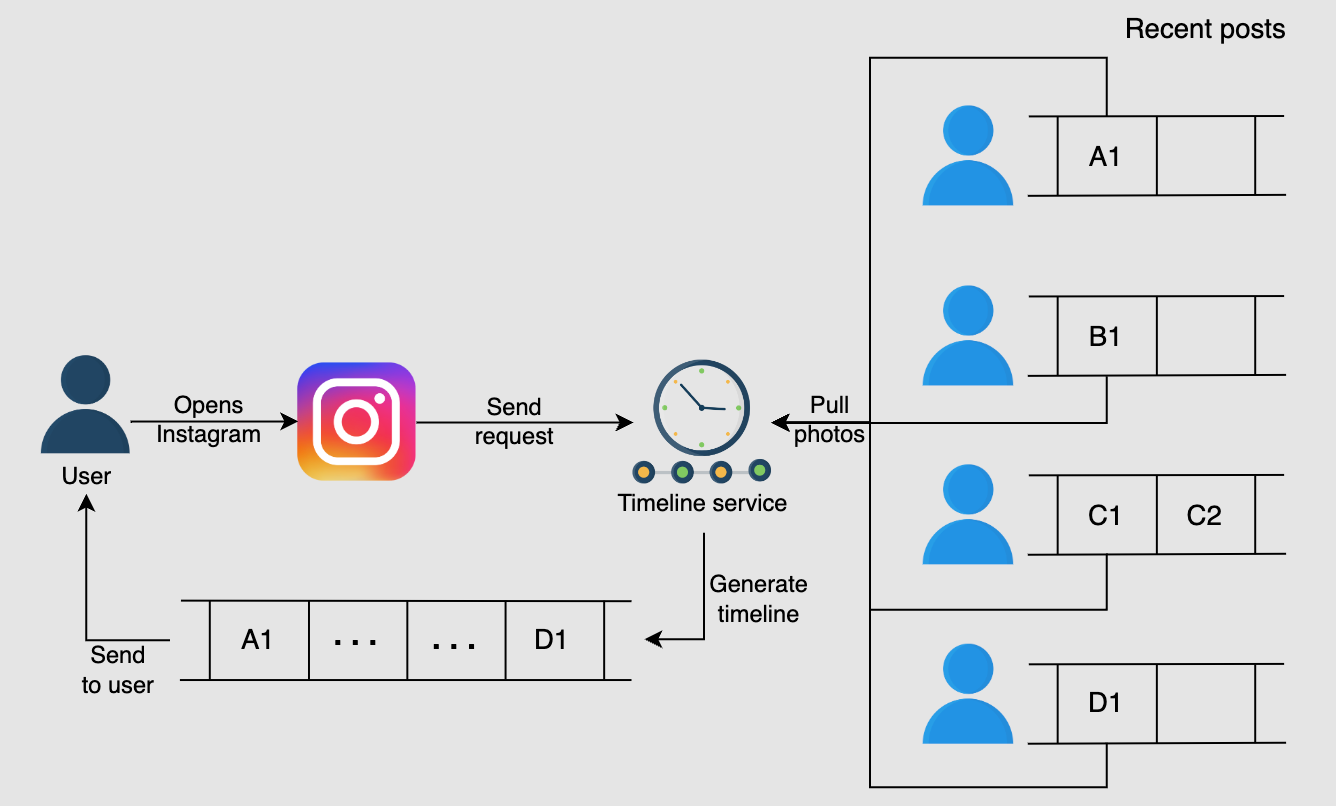 Recent posts
A1
B1
Opens
Instagram
Send
request
Pull
photos
User
Timeline service
C1 C2
Generate
timeline
A1 ... ... D1
Send
to user
D1